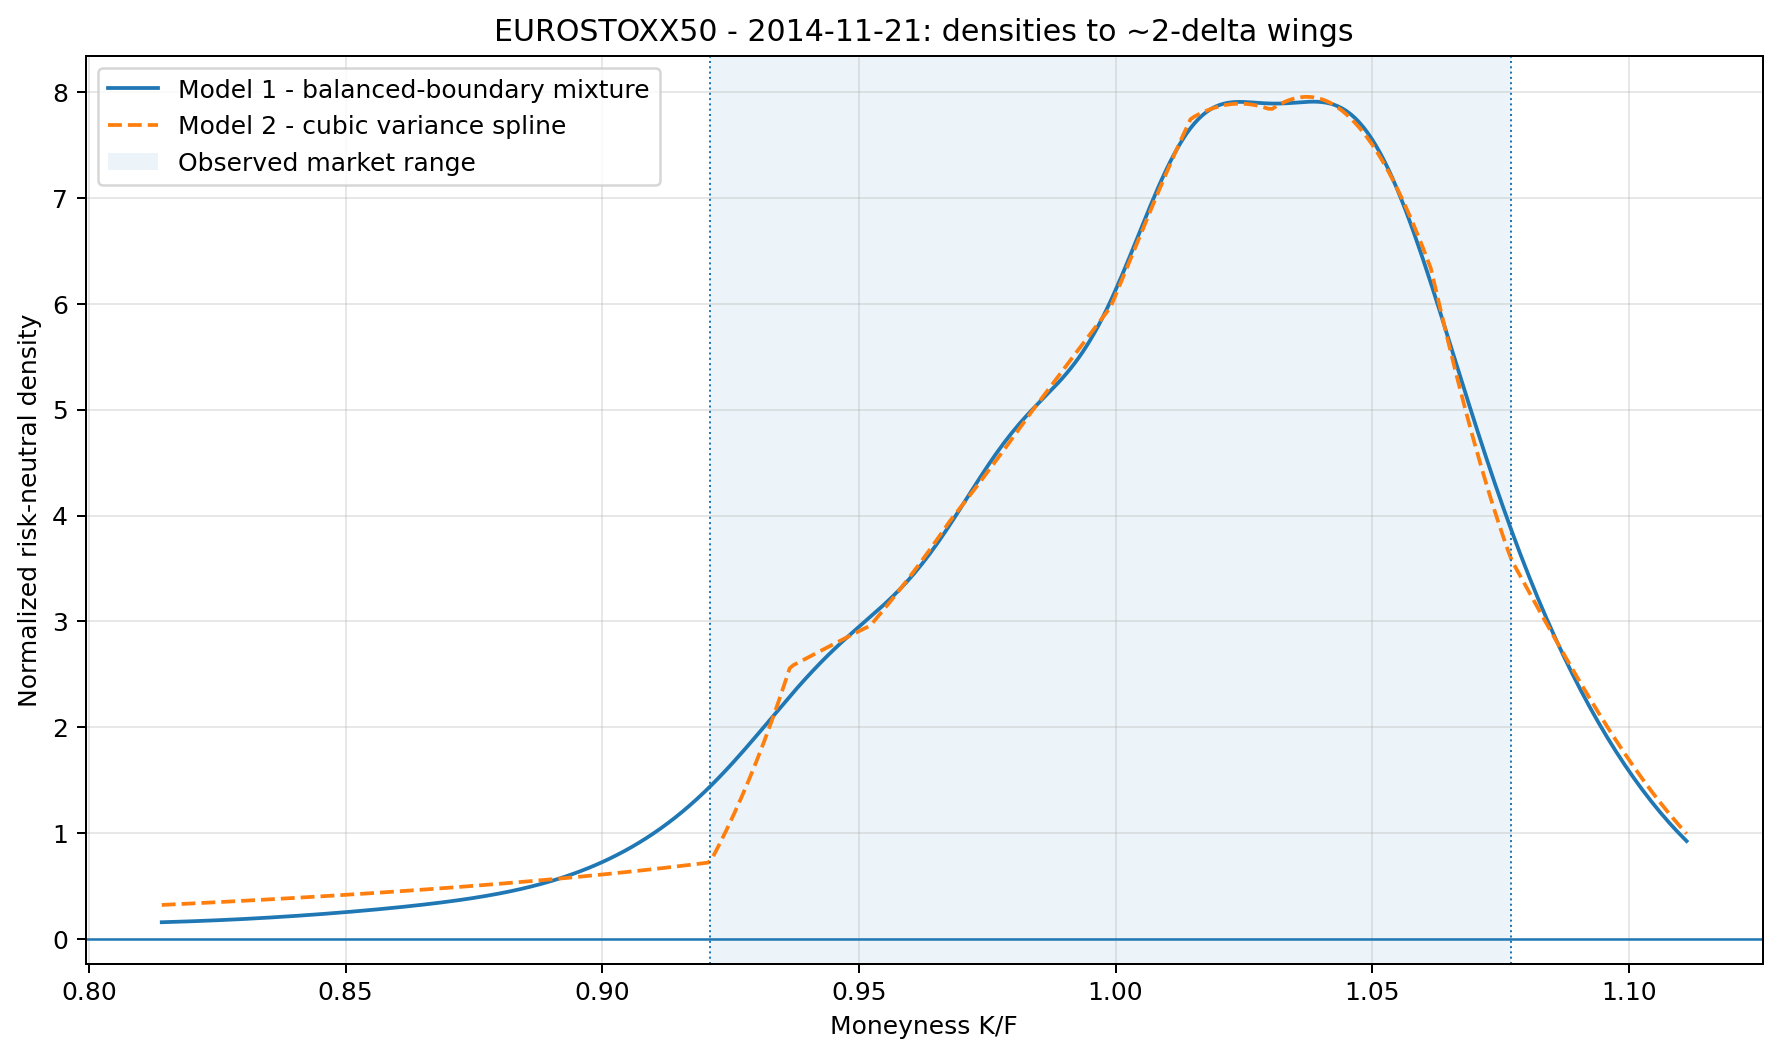 EUROSTOXX50 - 2014-11-21: densities to ~2-delta wings
Model 1 - balanced-boundary mixture
Model 2 - cubic variance spline
Observed market range
Normalized risk-neutral density
8
7
6
5
4
3
2
1
0
0.80 0.85 0.90 0.95 1.00 1.05 1.10
Moneyness K/F